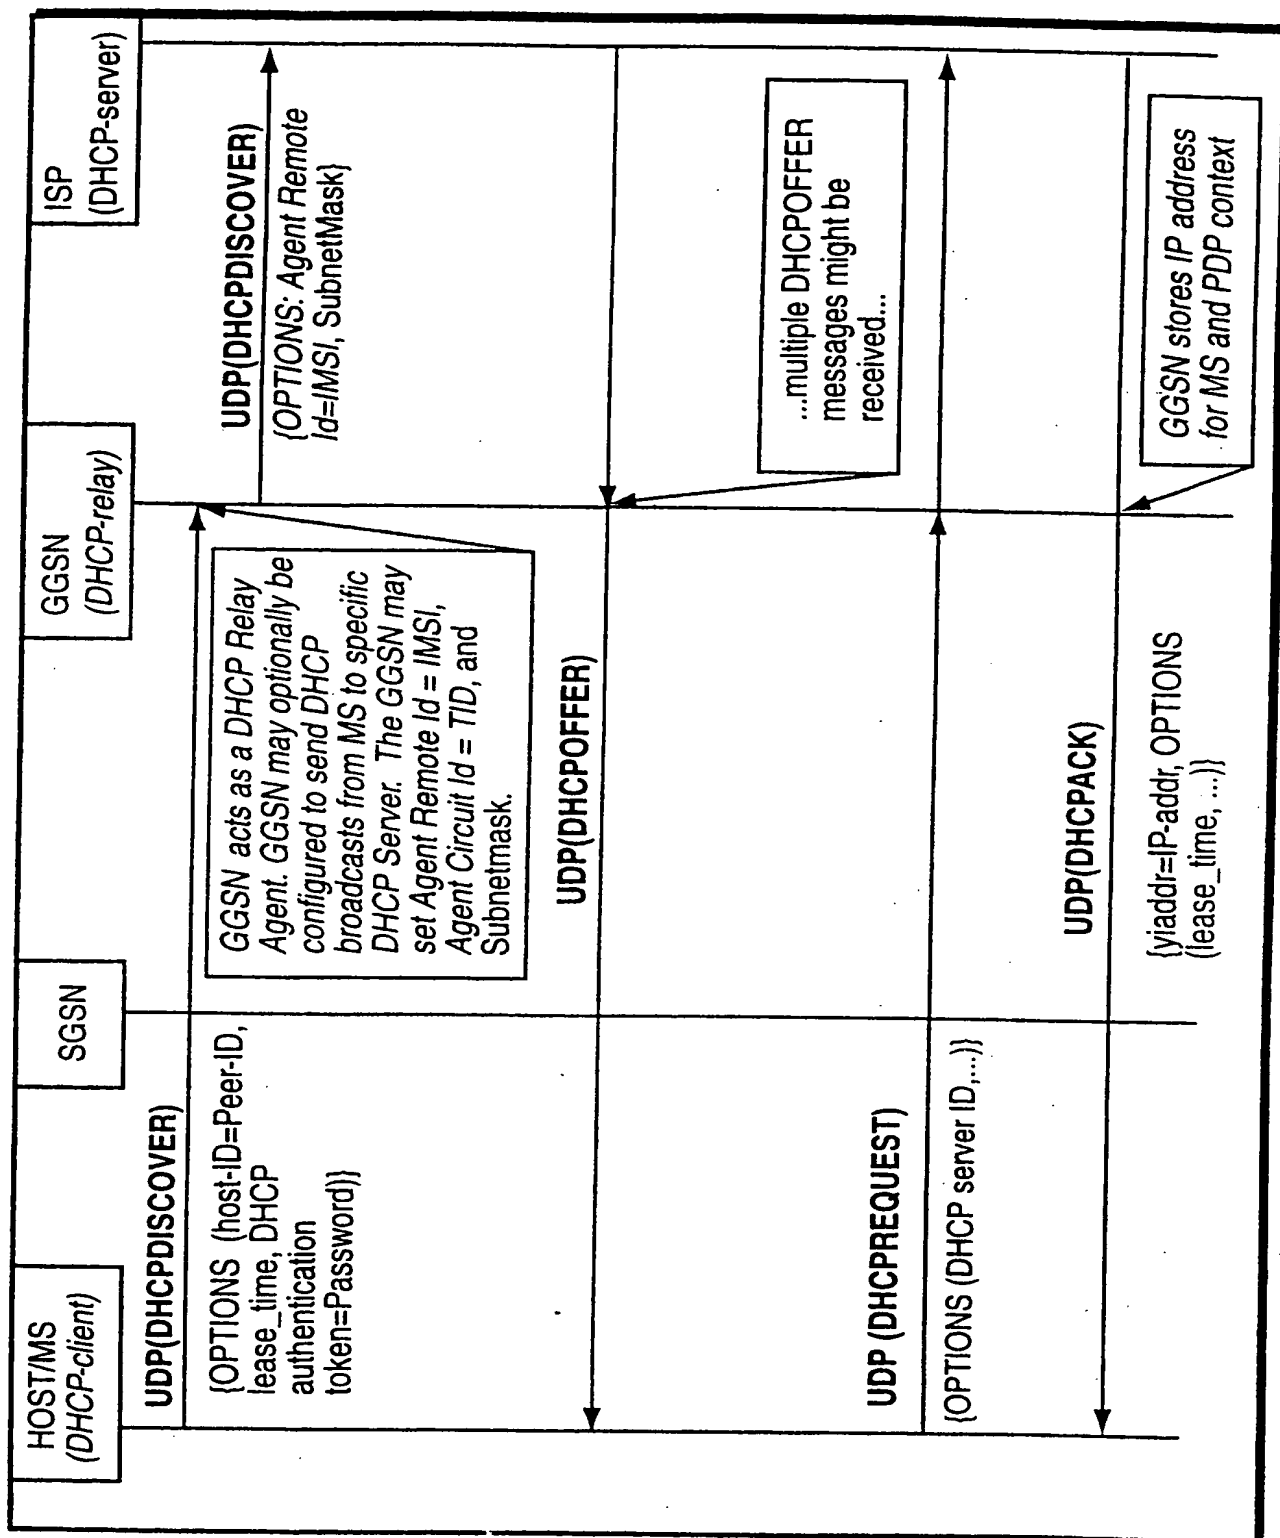 HOST/MS
(DHCP-client)
SGSN
GGSN
(DHCP-relay)
ISP
(DHCP-server)
UDP(DHCPDISCOVER)
{OPTIONS (host-ID=Peer-ID,
lease_time, DHCP
authentication
token=Password)}
GGSN acts as a DHCP Relay
Agent. GGSN may optionally be
configured to send DHCP
broadcasts from MS to specific
DHCP Server. The GGSN may
set Agent Remote Id = IMSI,
Agent Circuit Id = TID, and
Subnetmask.
UDP(DHCPDISCOVER)
{OPTIONS: Agent Remote
Id=IMSI, SubnetMask}
UDP(DHCPOFFER)
...multiple DHCPOFFER
messages might be
received...
UDP (DHCPREQUEST)
{OPTIONS (DHCP server ID,...)}
UDP(DHCPACK)
{yiaddr=IP-addr, OPTIONS
(lease_time, ...)}
GGSN stores IP address
for MS and PDP context